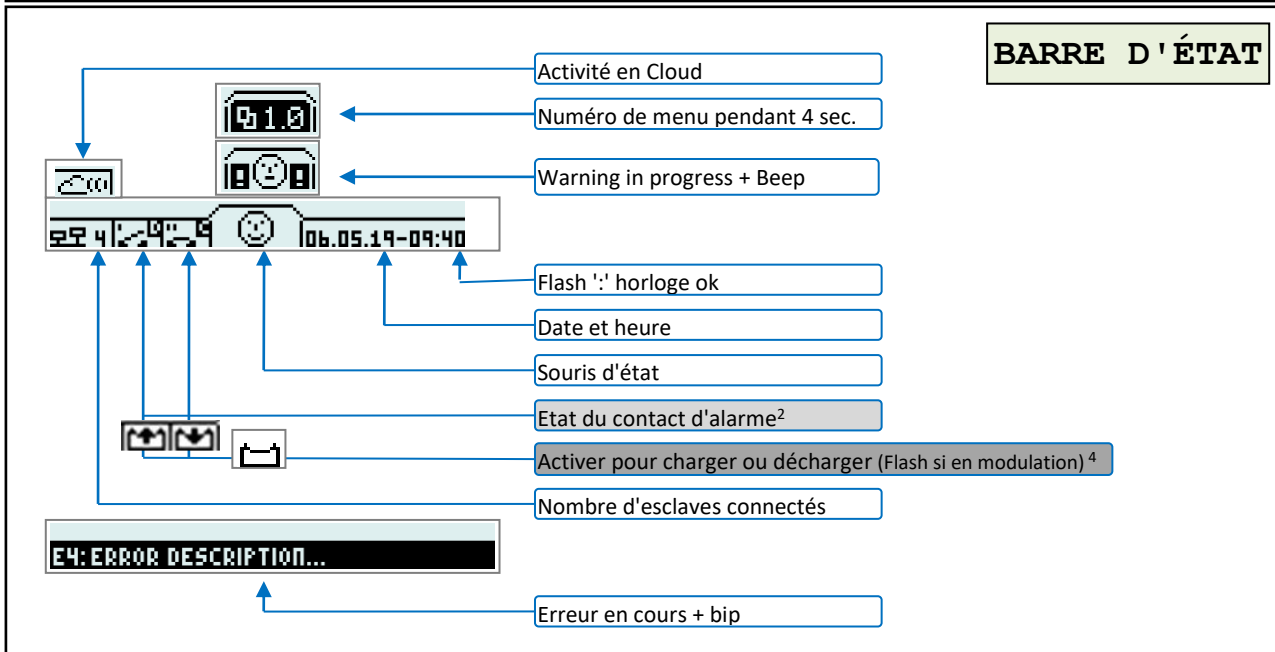 BARRE D'ÉTAT
Activité en Cloud
1.0
Numéro de menu pendant 4 sec.
Warning in progress + Beep
4
06.05.19-09:40
Flash ':' horloge ok
Date et heure
Souris d'état
Etat du contact d'alarme²
Activer pour charger ou décharger (Flash si en modulation) ⁴
Nombre d'esclaves connectés
E4: ERROR DESCRIPTION...
Erreur en cours + bip